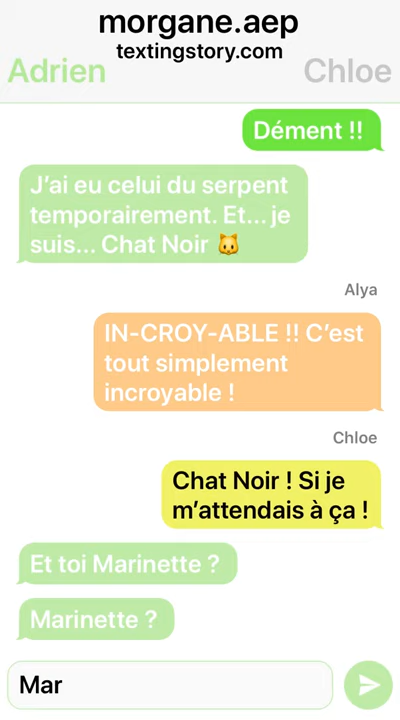 morgane.aep
textingstory.com
Adrien
Chloe
Dément !!
J’ai eu celui du serpent
temporairement. Et... je
suis... Chat Noir 🐱
Alya
IN-CROY-ABLE !! C’est
tout simplement
incroyable !
Chloe
Chat Noir ! Si je
m’attendais à ça !
Et toi Marinette ?
Marinette ?
Mar